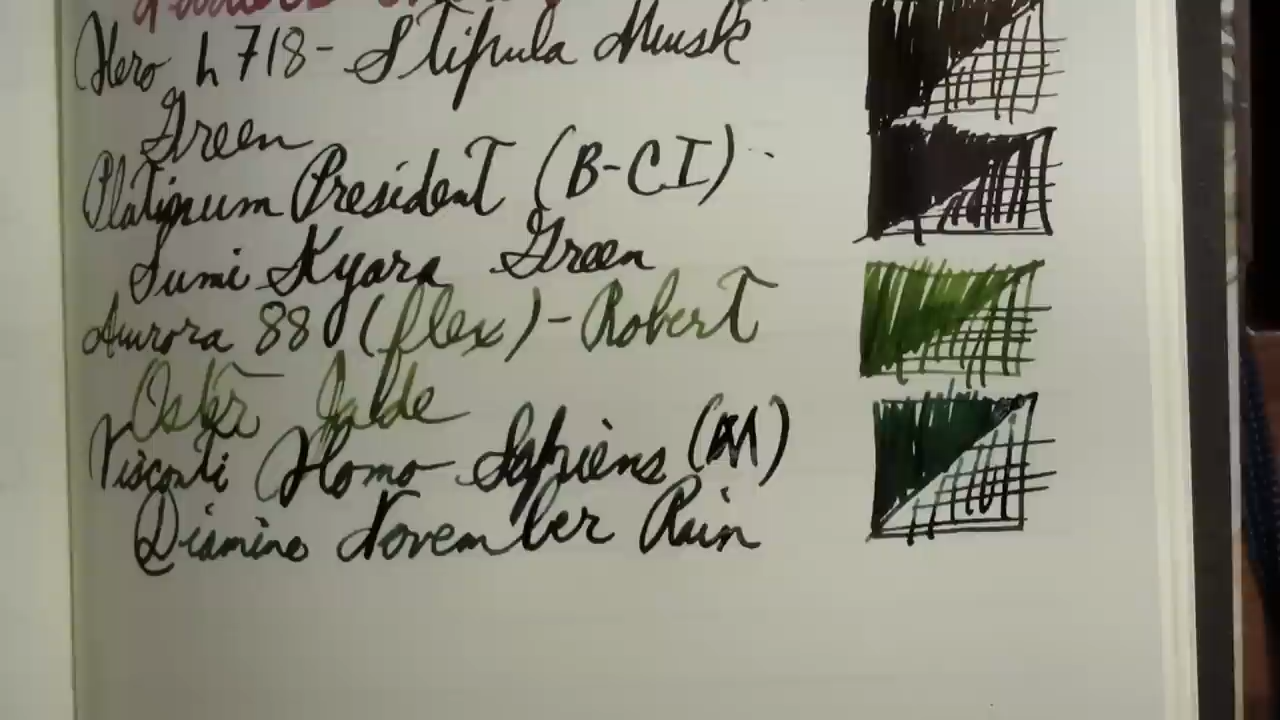 Hero h 718 - Stipula Musk
Green
Platinum President (B-CI)
Sumi Kyara Green
Aurora 88 (flex) - Robert
Oster Jalde
Visconti Homo Sapiens (M)
Diamine November Rain